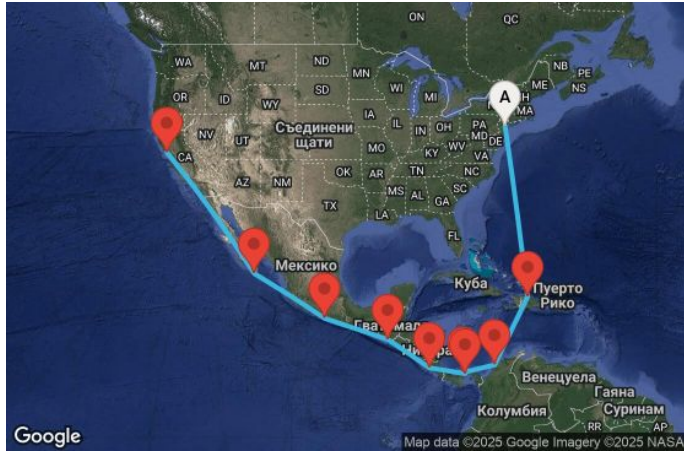 ON
QC
WA
MT
ND
MN
NB
PE
ME
NS
OR
ID
WY
SD
WI
MI
A
MA
NV
UT
Съединени
щати
IA
IL
IN
OH
PA
MD
DE
CA
MO
KY
WV
VA
AZ
NM
OK
AR
TN
NC
MS
AL
SC
GA
TX
LA
FL
Мексико
Куба
Пуерто
Рико
Венецуела
Гаяна
Колумбия
Суринам
RR
AP
Google
Map data ©2025 Google Imagery ©2025 NASA